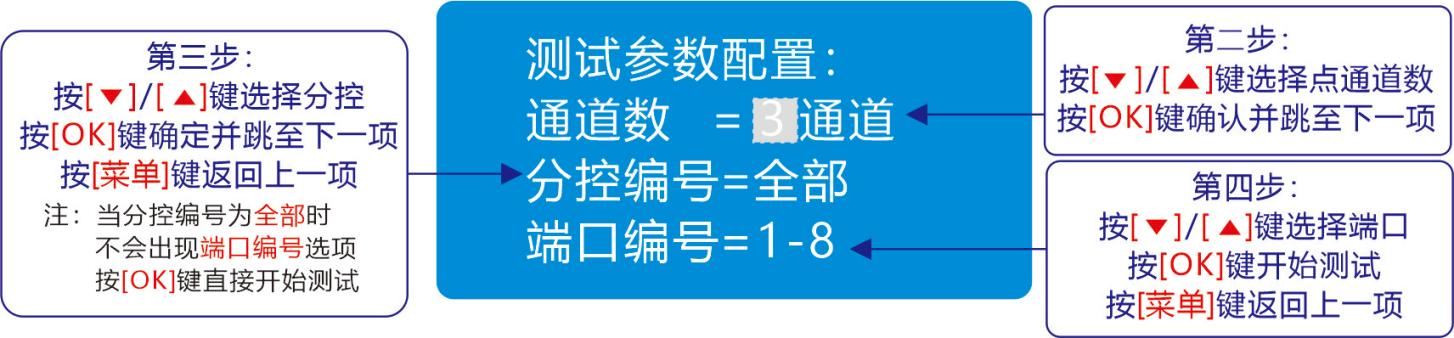 第三步：
按[▼]/[▲]键选择分控
按[OK]键确定并跳至下一项
按[菜单]键返回上一项
注：当分控编号为全部时
不会出现端口编号选项
按[OK]键直接开始测试
测试参数配置：
通道数 =3通道
分控编号=全部
端口编号=1-8
第二步：
按[▼]/[▲]键选择点通道数
按[OK]键确认并跳至下一项
第四步：
按[▼]/[▲]键选择端口
按[OK]键开始测试
按[菜单]键返回上一项